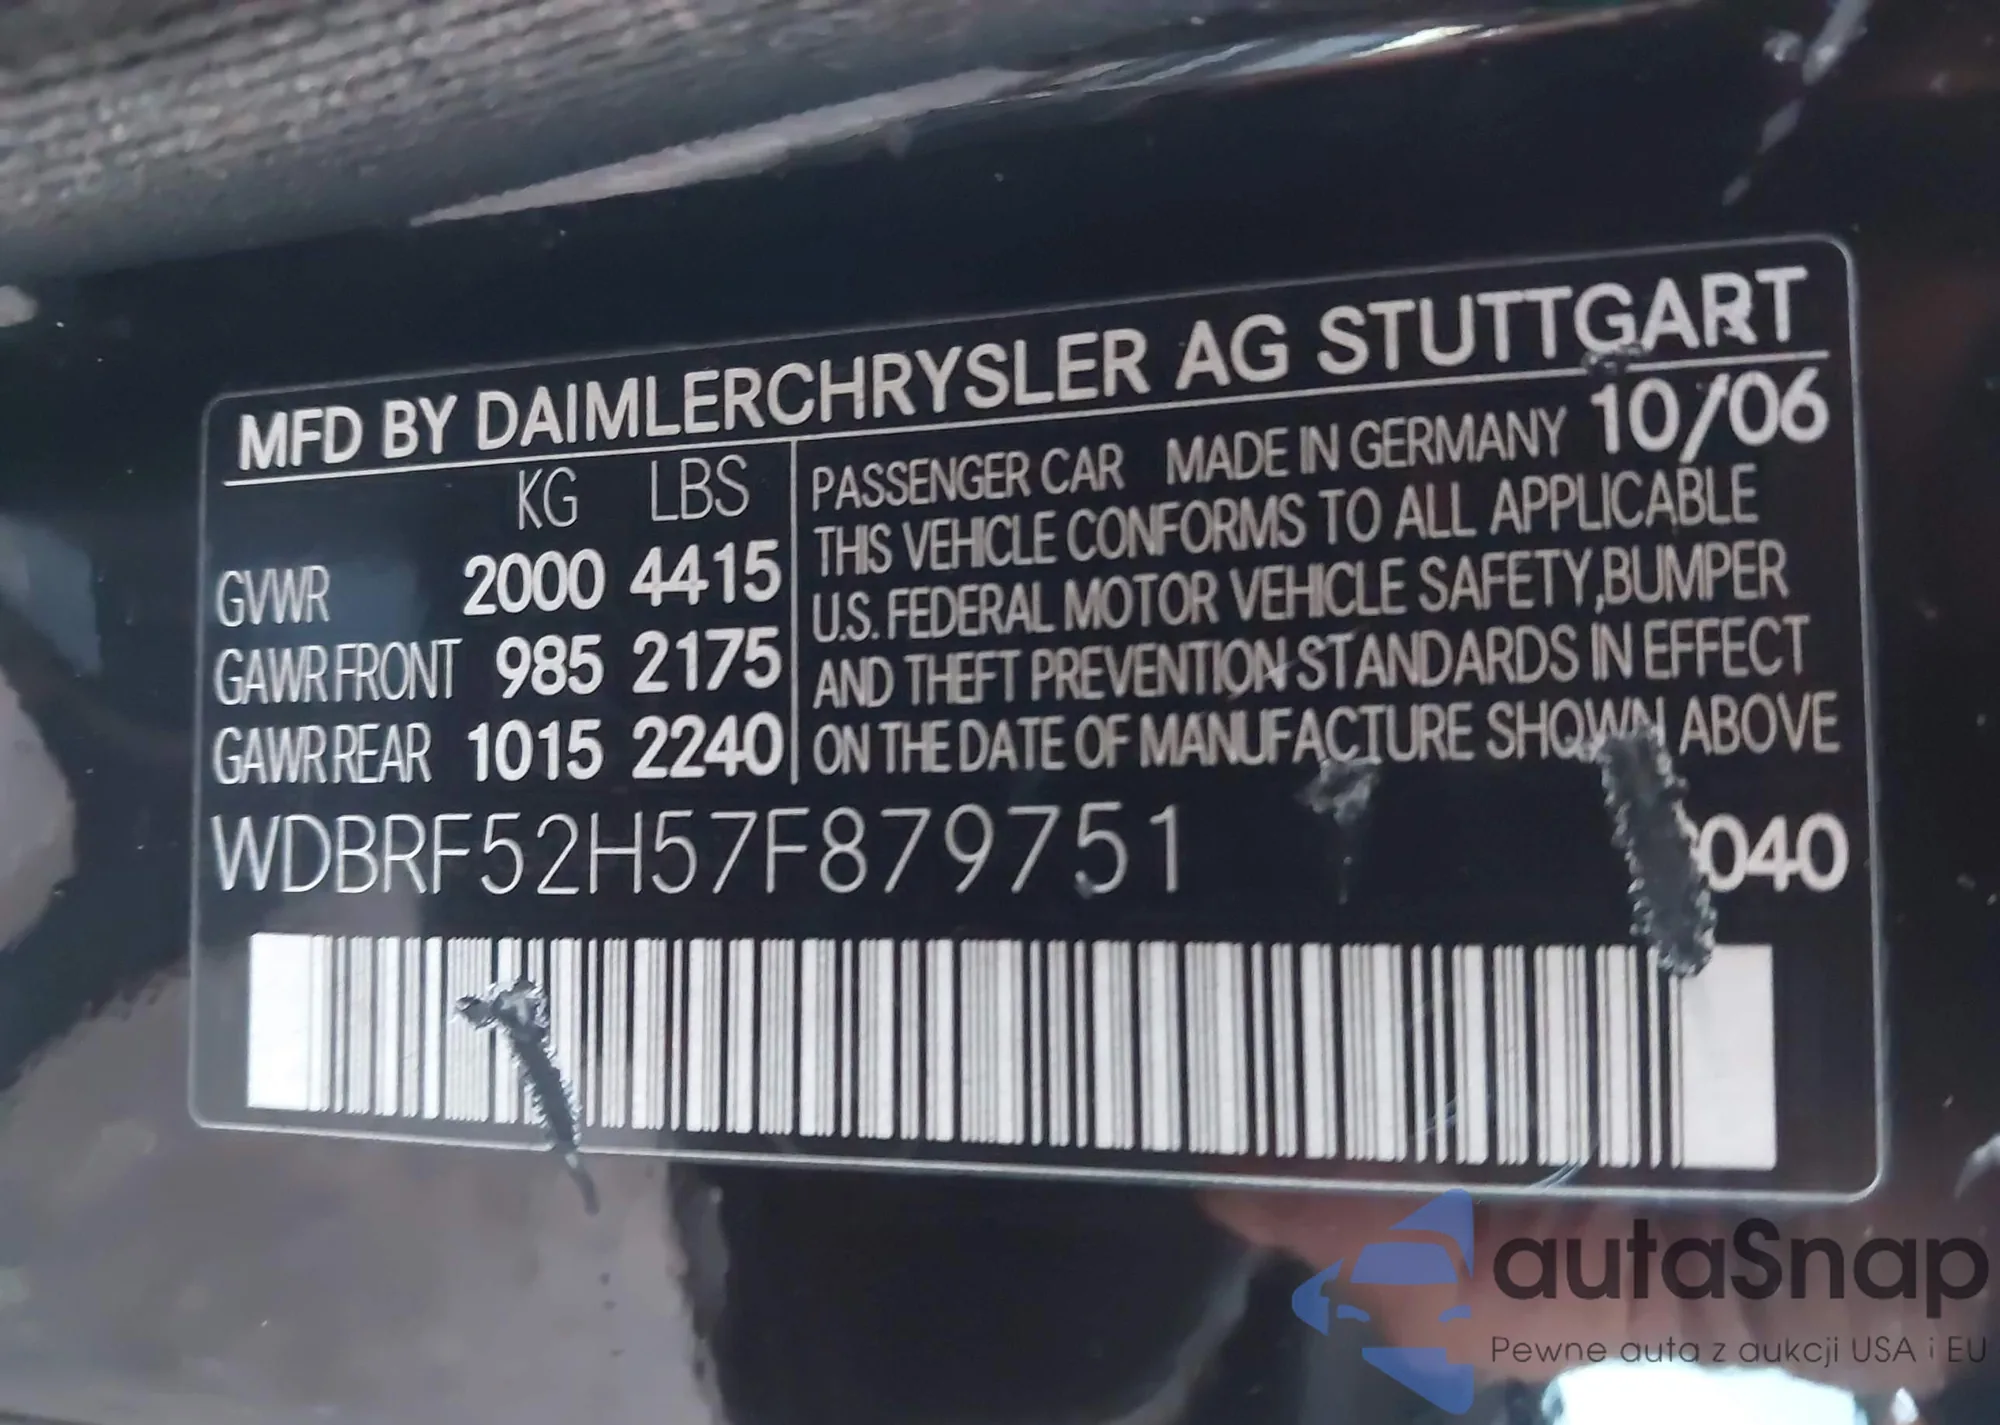 MFD BY DAIMLERCHRYSLER AG STUTTGART
KG LBS
GVWR 2000 4415
GAWR FRONT 985 2175
GAWR REAR 1015 2240
PASSENGER CAR MADE IN GERMANY 10/06
THIS VEHICLE CONFORMS TO ALL APPLICABLE
U.S. FEDERAL MOTOR VEHICLE SAFETY,BUMPER
AND THEFT PREVENTION STANDARDS IN EFFECT
ON THE DATE OF MANUFACTURE SHOWN ABOVE
WDBRF52H57F879751
autaSnap
Pewne auta z aukcji USA i EU